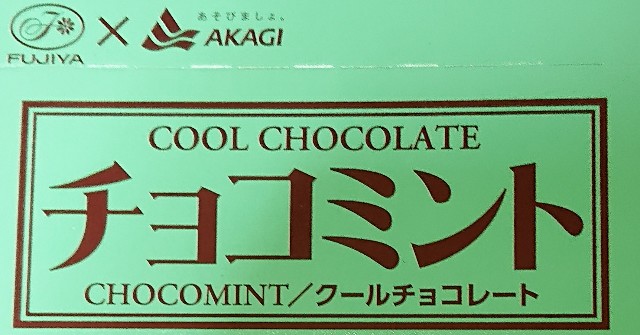 FUJIYA × あそびましょ。 AKAGI
COOL CHOCOLATE
チョコミント
CHOCOMINT/クールチョコレート